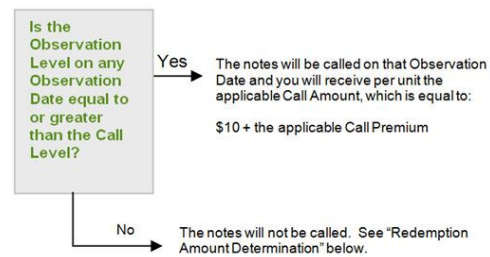 Is the
Observation
Level on any
Observation
Date equal to
or greater
than the Call
Level?
Yes
The notes will be called on that Observation
Date and you will receive per unit the
applicable Call Amount, which is equal to:
$10 + the applicable Call Premium
No
The notes will not be called. See “Redemption
Amount Determination” below.